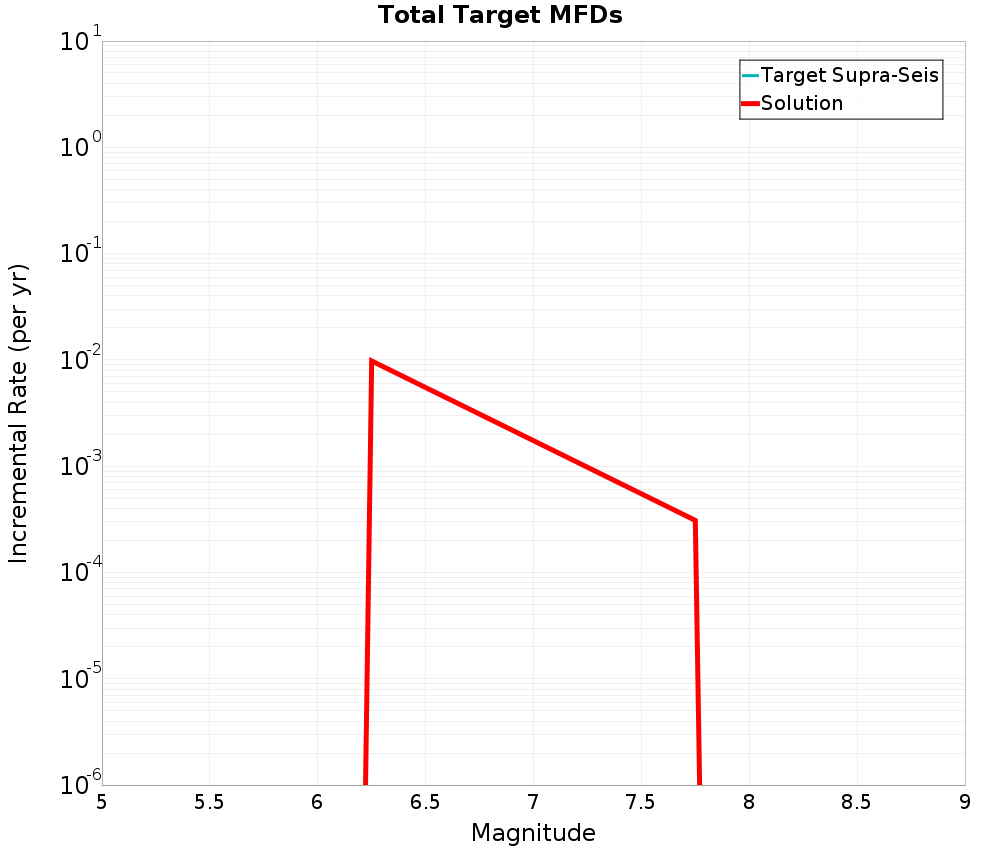 Total Target MFDs
Target Supra-Seis
Solution
Incremental Rate (per yr)
10^1
10^0
10^-1
10^-2
10^-3
10^-4
10^-5
10^-6
5 5.5 6 6.5 7 7.5 8 8.5 9
Magnitude